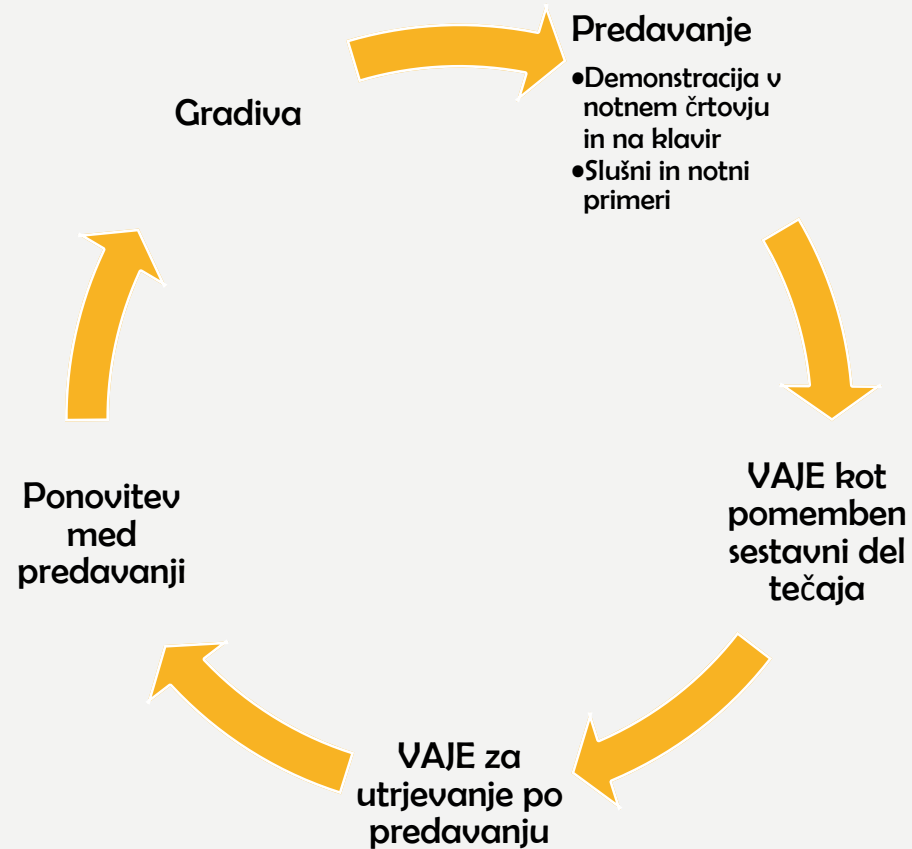 Predavanje
•Demonstracija v
notnem črtovju
in na klavir
•Slušni in notni
primeri
VAJE kot
pomemben
sestavni del
tečaja
VAJE za
utrjevanje po
predavanju
Ponovitev
med
predavanji
Gradiva